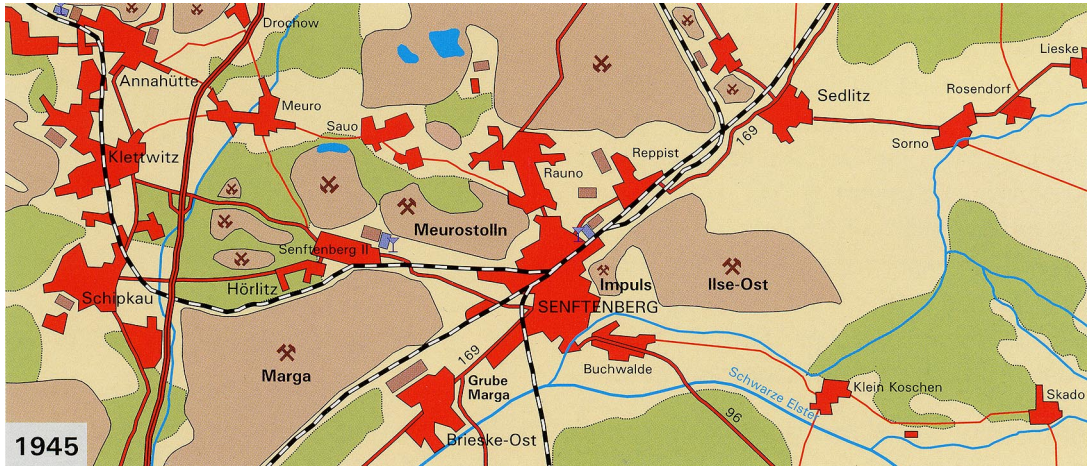 Drochow
Lieske
Annahütte
Rosendorf
Sedlitz
Meuro
Sauo
169
Sorno
Klettwitz
Reppist
Rauno
Meurostolln
Senftenberg II
Hörlitz
Schipkau
Impuls
Ilse-Ost
SENFTENBERG
169
Marga
Buchwalde
Grube
Marga
Schwarze Elster
Klein Koschen
Skado
96
Brieske-Ost
1945